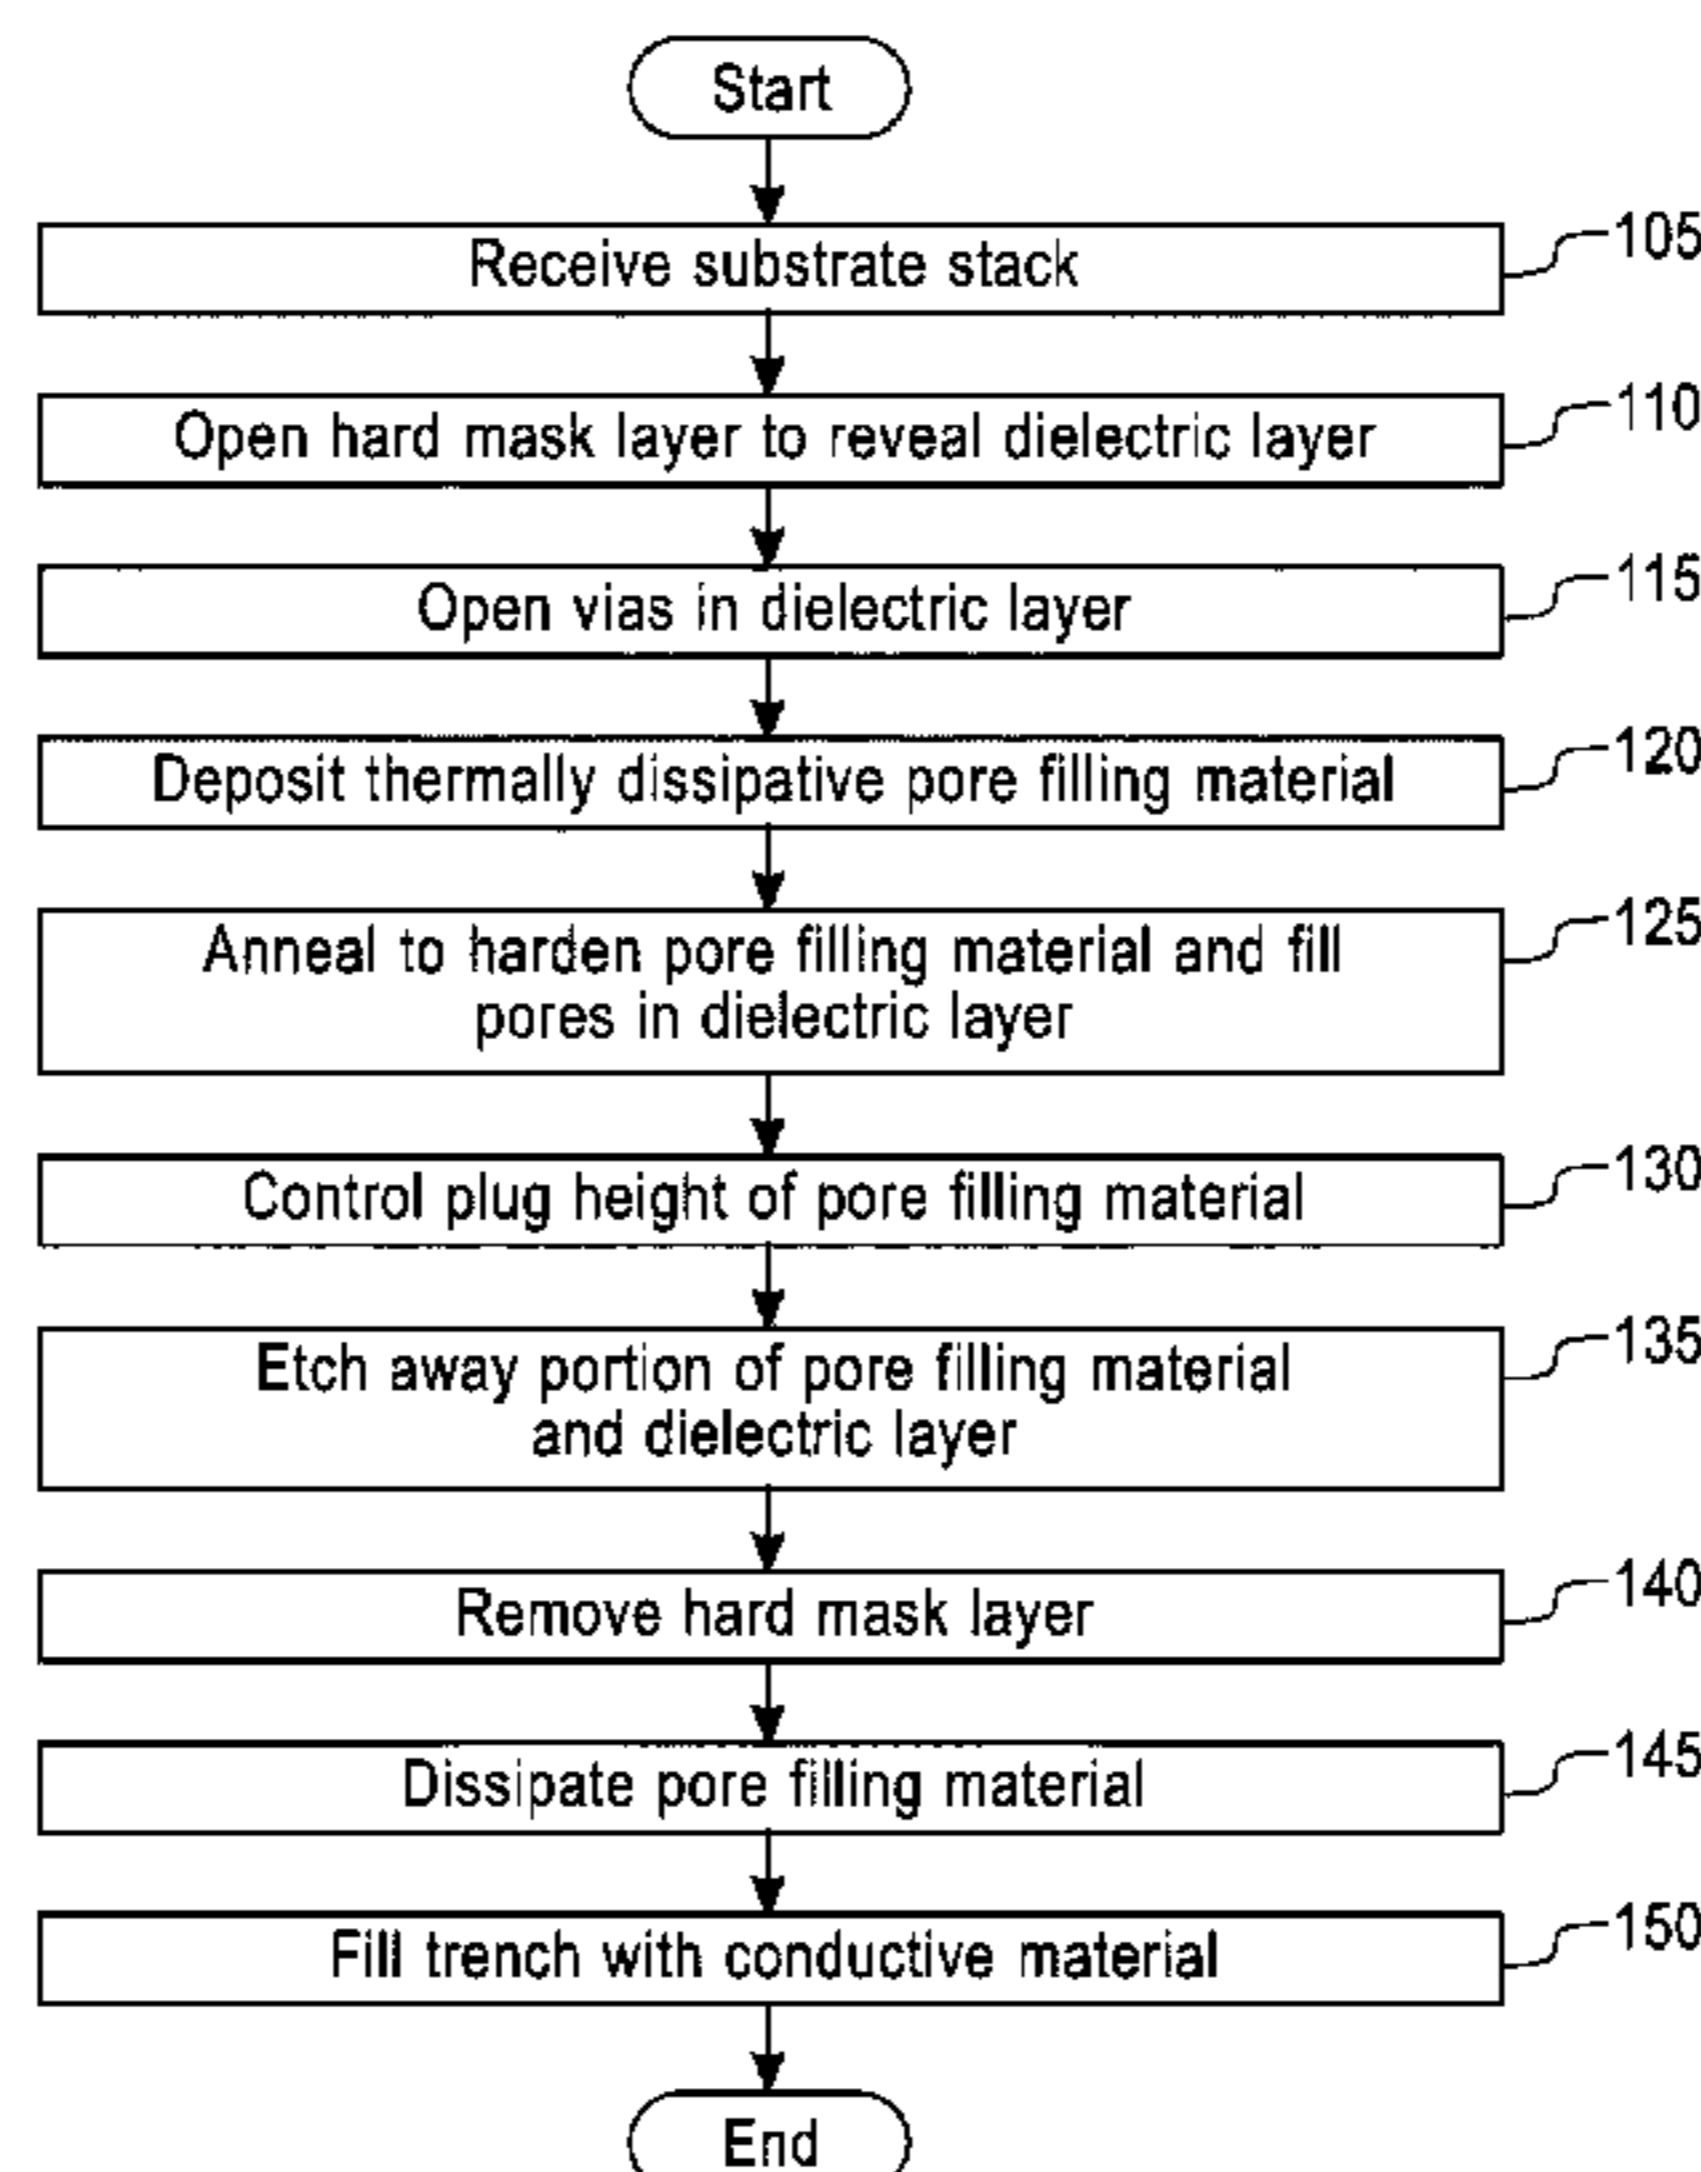 Start
Receive substrate stack
105
Open hard mask layer to reveal dielectric layer
110
Open vias in dielectric layer
115
Deposit thermally dissipative pore filling material
120
Anneal to harden pore filling material and fill
pores in dielectric layer
125
Control plug height of pore filling material
130
Etch away portion of pore filling material
and dielectric layer
135
Remove hard mask layer
140
Dissipate pore filling material
145
Fill trench with conductive material
150
End